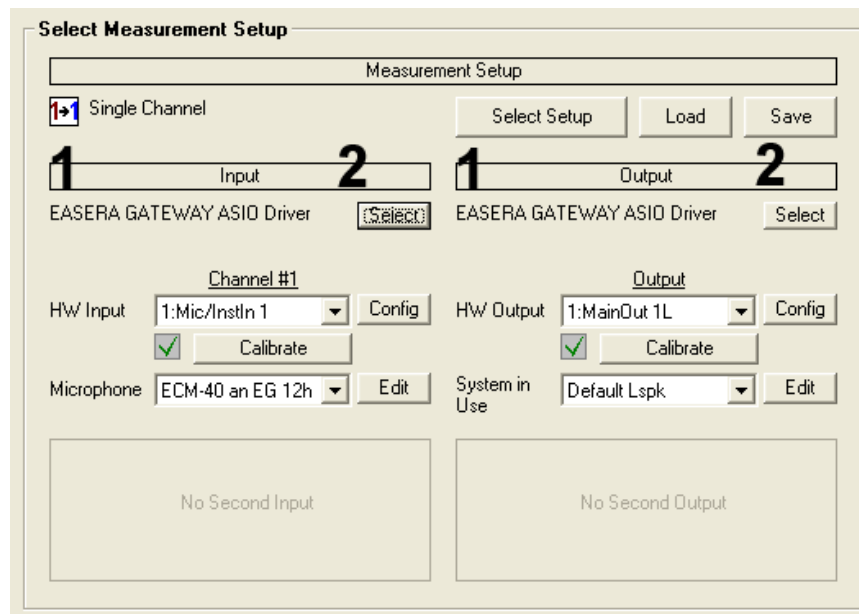 Select Measurement Setup
Measurement Setup
1→1 Single Channel
Select Setup Load Save
1 Input 2
1 Output 2
EASERA GATEWAY ASIO Driver Select
EASERA GATEWAY ASIO Driver Select
Channel #1
HW Input 1:Mic/InstIn 1 Config
Calibrate
Microphone ECM-40 an EG 12h Edit
Output
HW Output 1:MainOut 1L Config
Calibrate
System in
Use
Default Lspk Edit
No Second Input
No Second Output